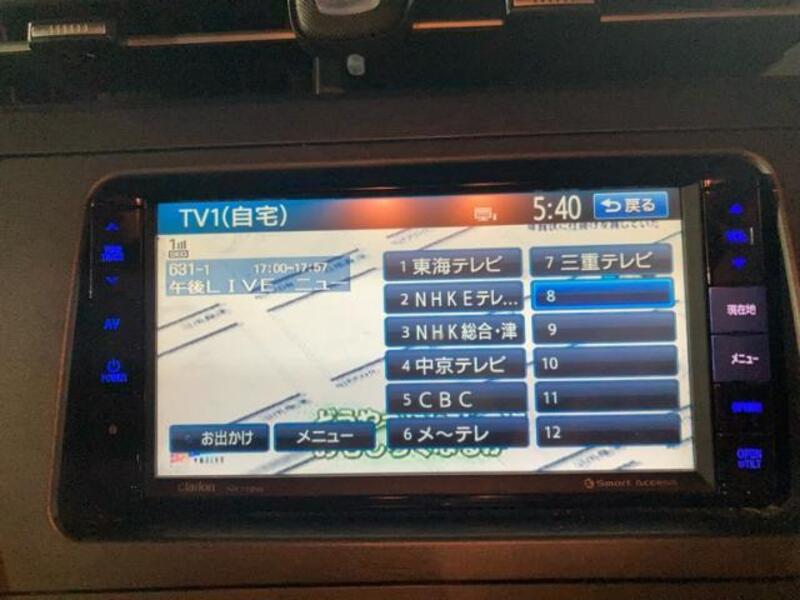 TV1(自宅)
5:40
戻る
631-1 17:00-17:57
午後LIVE ニュー
1 東海テレビ
2 NHKEテレ...
3 NHK総合・津
4 中京テレビ
5 CBC
6 メ〜テレ
7 三重テレビ
8
9
10
11
12
お出かけ
メニュー
AV
POWER
現在地
メニュー
OPEN
TILT
Clarion
Smart Access